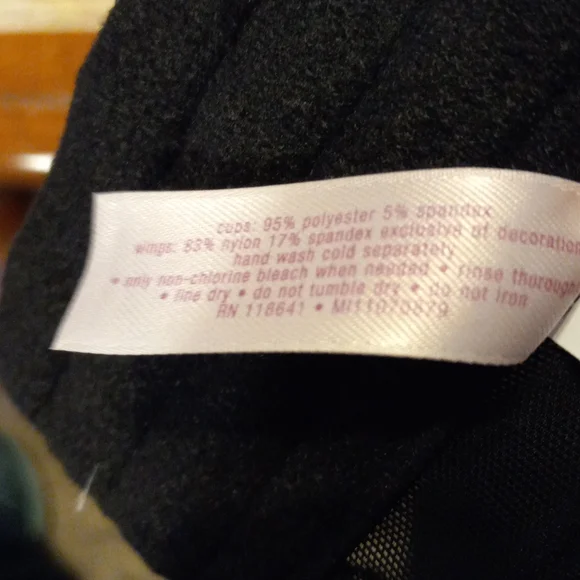 cups: 95% polyester 5% spandex
wings: 83% nylon 17% spandex exclusive of decoration
hand wash cold separately
• only non-chlorine bleach when needed • rinse thorough
• line dry • do not tumble dry • do not iron
RN 116641 • MI11070879